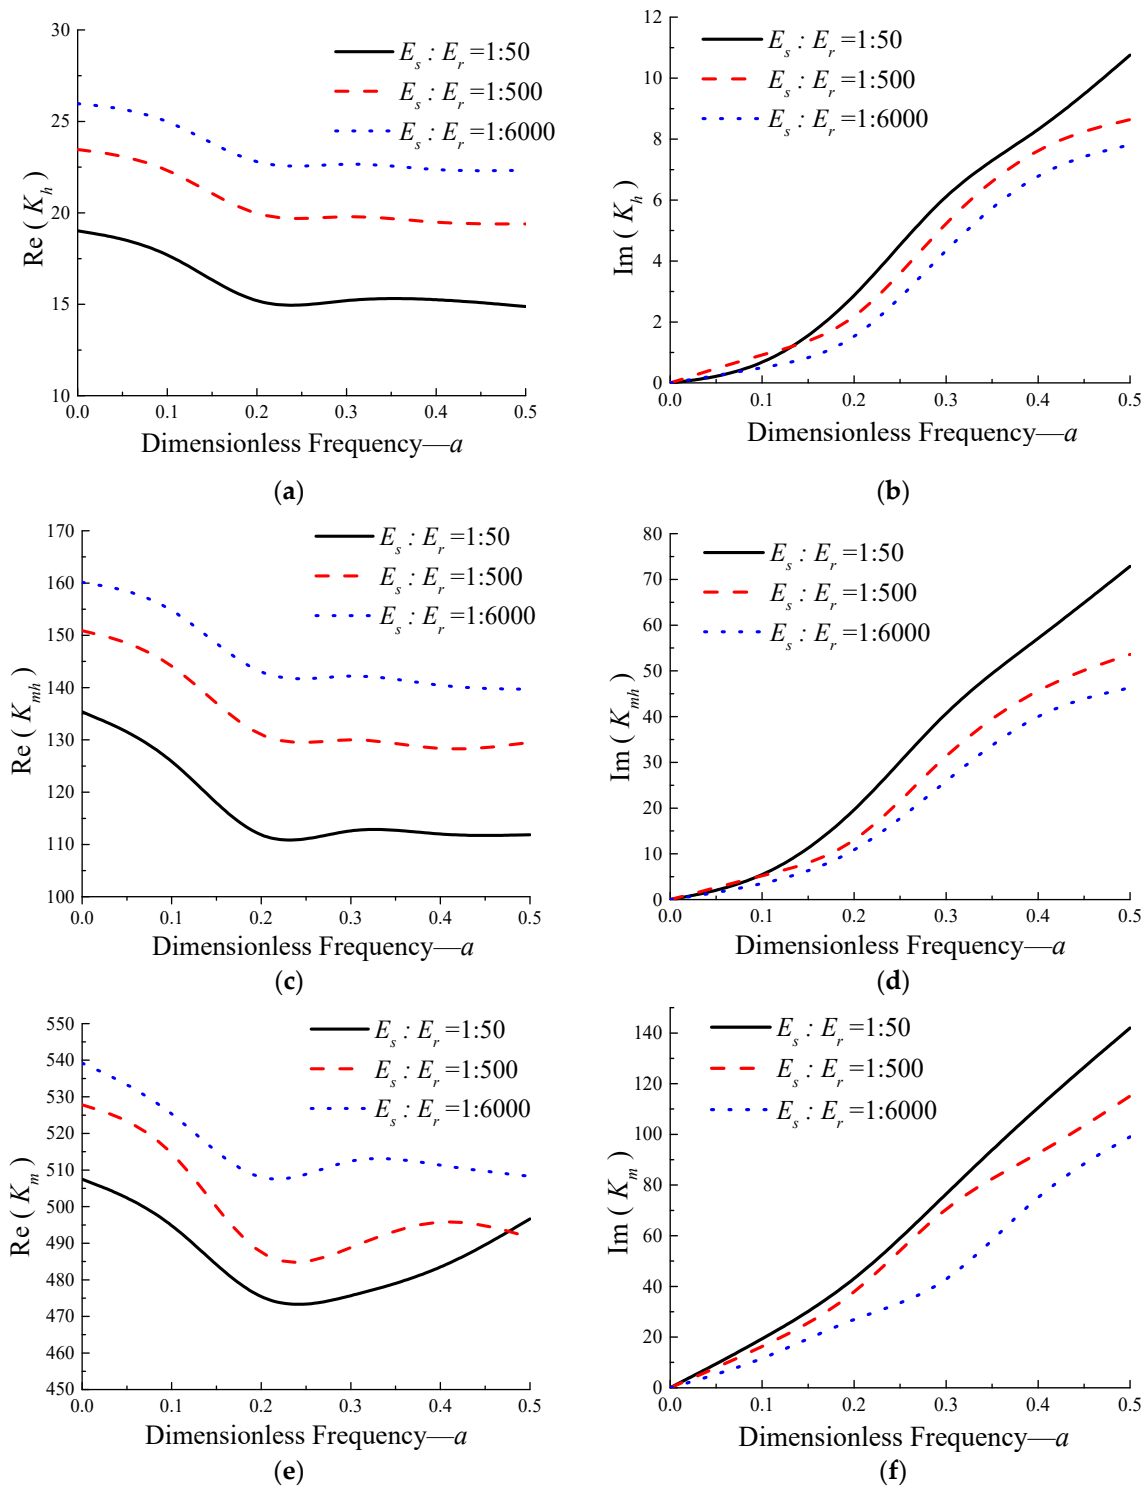 30
25
20
15
10
Re ( K_h )
E_s : E_r =1:50
E_s : E_r =1:500
E_s : E_r =1:6000
0.0 0.1 0.2 0.3 0.4 0.5
Dimensionless Frequency—a
(a)
12
10
8
6
4
2
0
Im ( K_h )
E_s : E_r =1:50
E_s : E_r =1:500
E_s : E_r =1:6000
0.0 0.1 0.2 0.3 0.4 0.5
Dimensionless Frequency—a
(b)
170
160
150
140
130
120
110
100
Re ( K_mh )
E_s : E_r =1:50
E_s : E_r =1:500
E_s : E_r =1:6000
0.0 0.1 0.2 0.3 0.4 0.5
Dimensionless Frequency—a
(c)
80
70
60
50
40
30
20
10
0
Im ( K_mh )
E_s : E_r =1:50
E_s : E_r =1:500
E_s : E_r =1:6000
0.0 0.1 0.2 0.3 0.4 0.5
Dimensionless Frequency—a
(d)
550
540
530
520
510
500
490
480
470
460
450
Re ( K_m )
E_s : E_r =1:50
E_s : E_r =1:500
E_s : E_r =1:6000
0.0 0.1 0.2 0.3 0.4 0.5
Dimensionless Frequency—a
(e)
140
120
100
80
60
40
20
0
Im ( K_m )
E_s : E_r =1:50
E_s : E_r =1:500
E_s : E_r =1:6000
0.0 0.1 0.2 0.3 0.4 0.5
Dimensionless Frequency—a
(f)